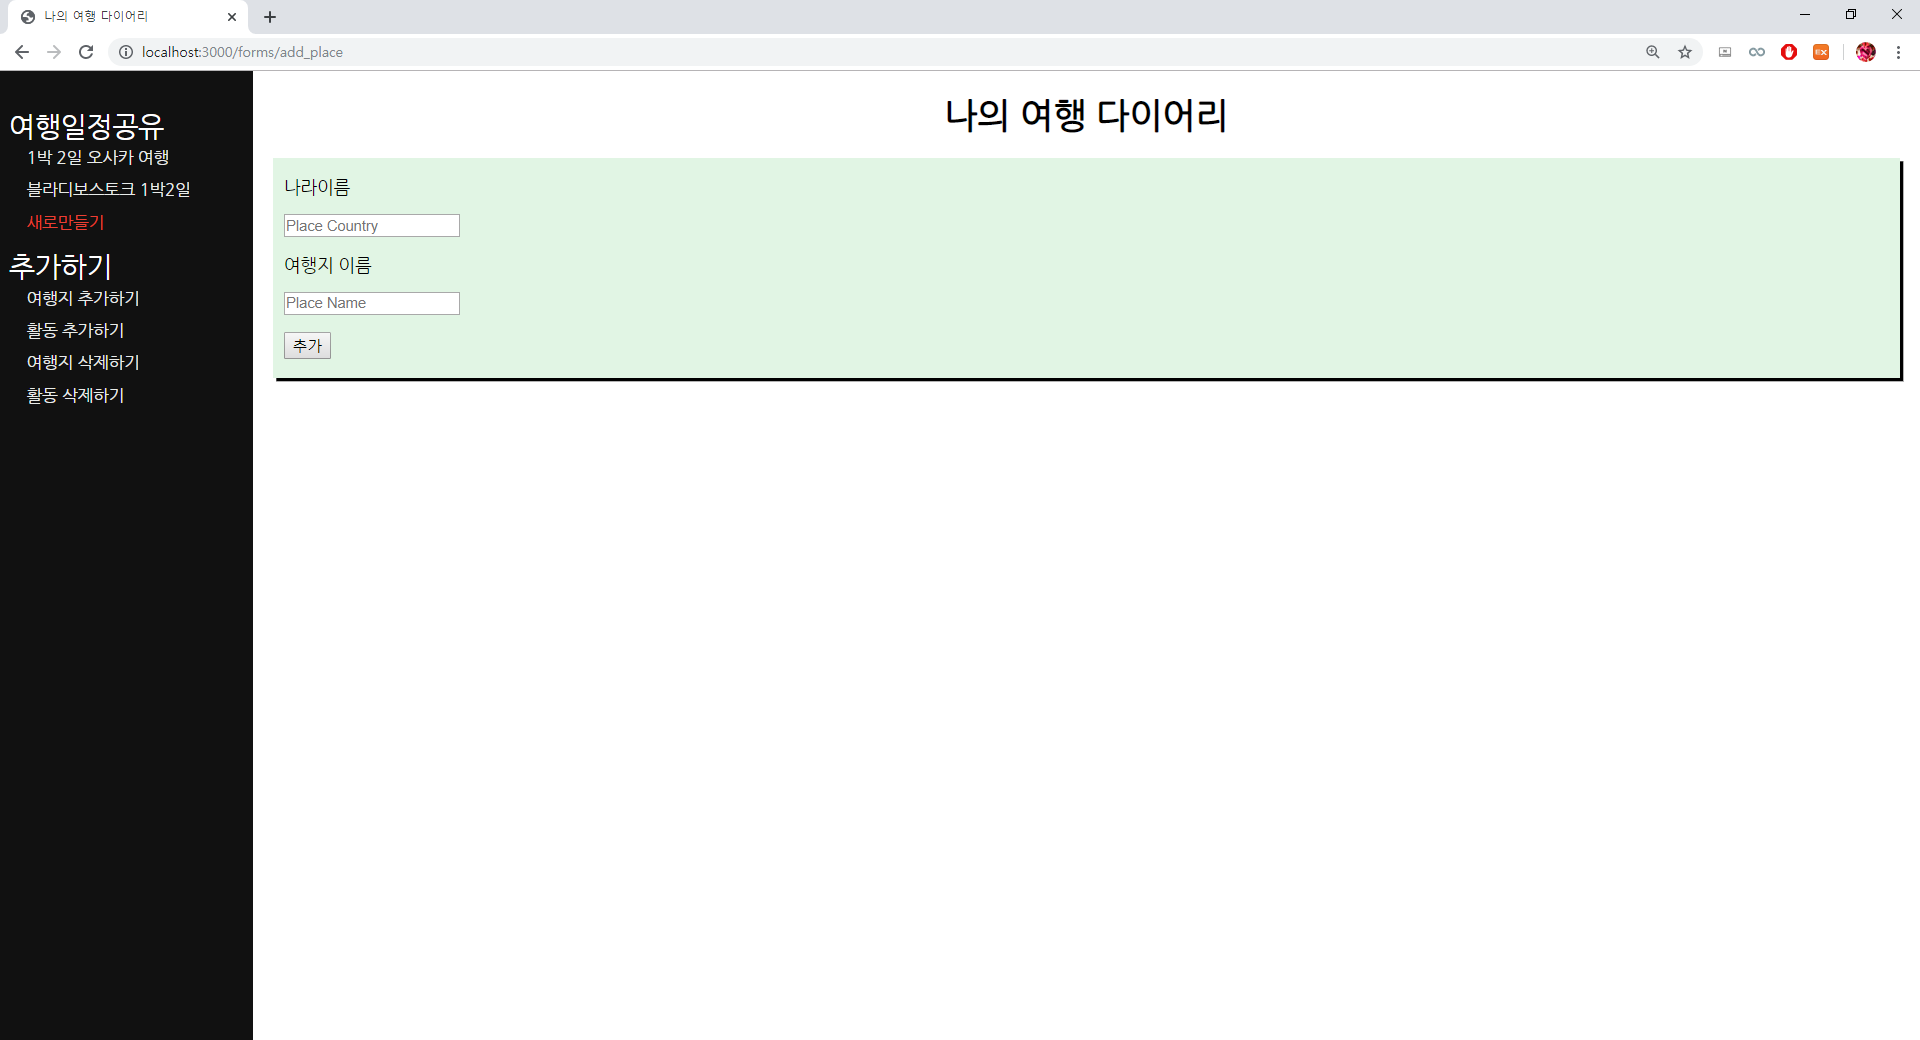 나의 여행 다이어리
localhost:3000/forms/add_place
여행일정공유
1박 2일 오사카 여행
블라디보스토크 1박2일
새로만들기
추가하기
여행지 추가하기
활동 추가하기
여행지 삭제하기
활동 삭제하기
나의 여행 다이어리
나라이름
Place Country
여행지 이름
Place Name
추가